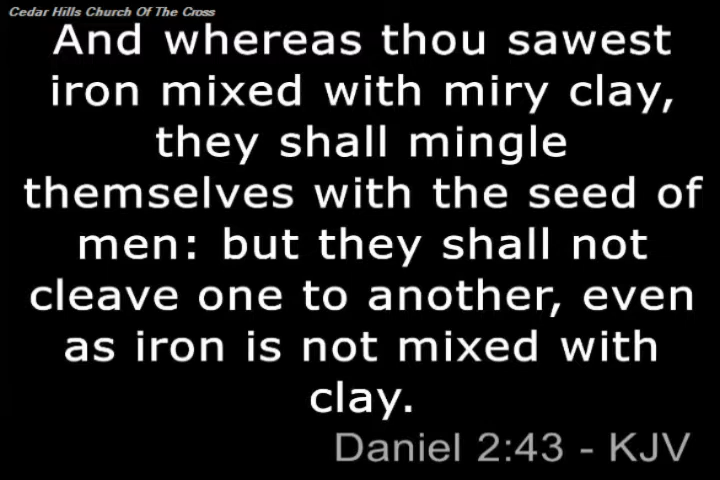 Cedar Hills Church Of The Cross
And whereas thou sawest
iron mixed with miry clay,
they shall mingle
themselves with the seed of
men: but they shall not
cleave one to another, even
as iron is not mixed with
clay.
Daniel 2:43 - KJV